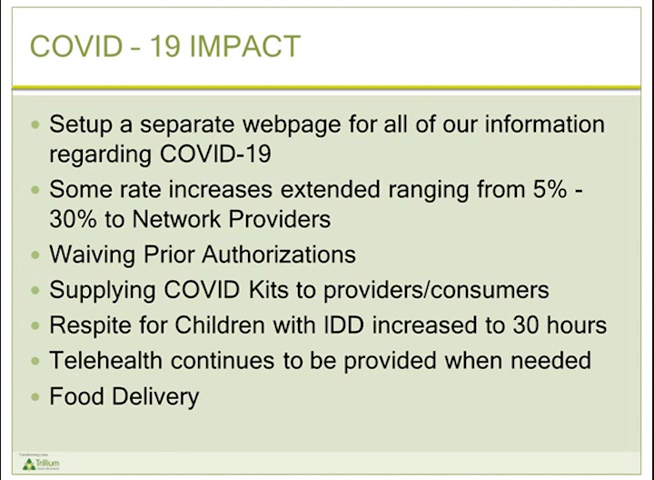 COVID - 19 IMPACT
Setup a separate webpage for all of our information
regarding COVID-19
Some rate increases extended ranging from 5% -
30% to Network Providers
Waiving Prior Authorizations
Supplying COVID Kits to providers/consumers
Respite for Children with IDD increased to 30 hours
Telehealth continues to be provided when needed
Food Delivery
Transforming Lives
Trillium